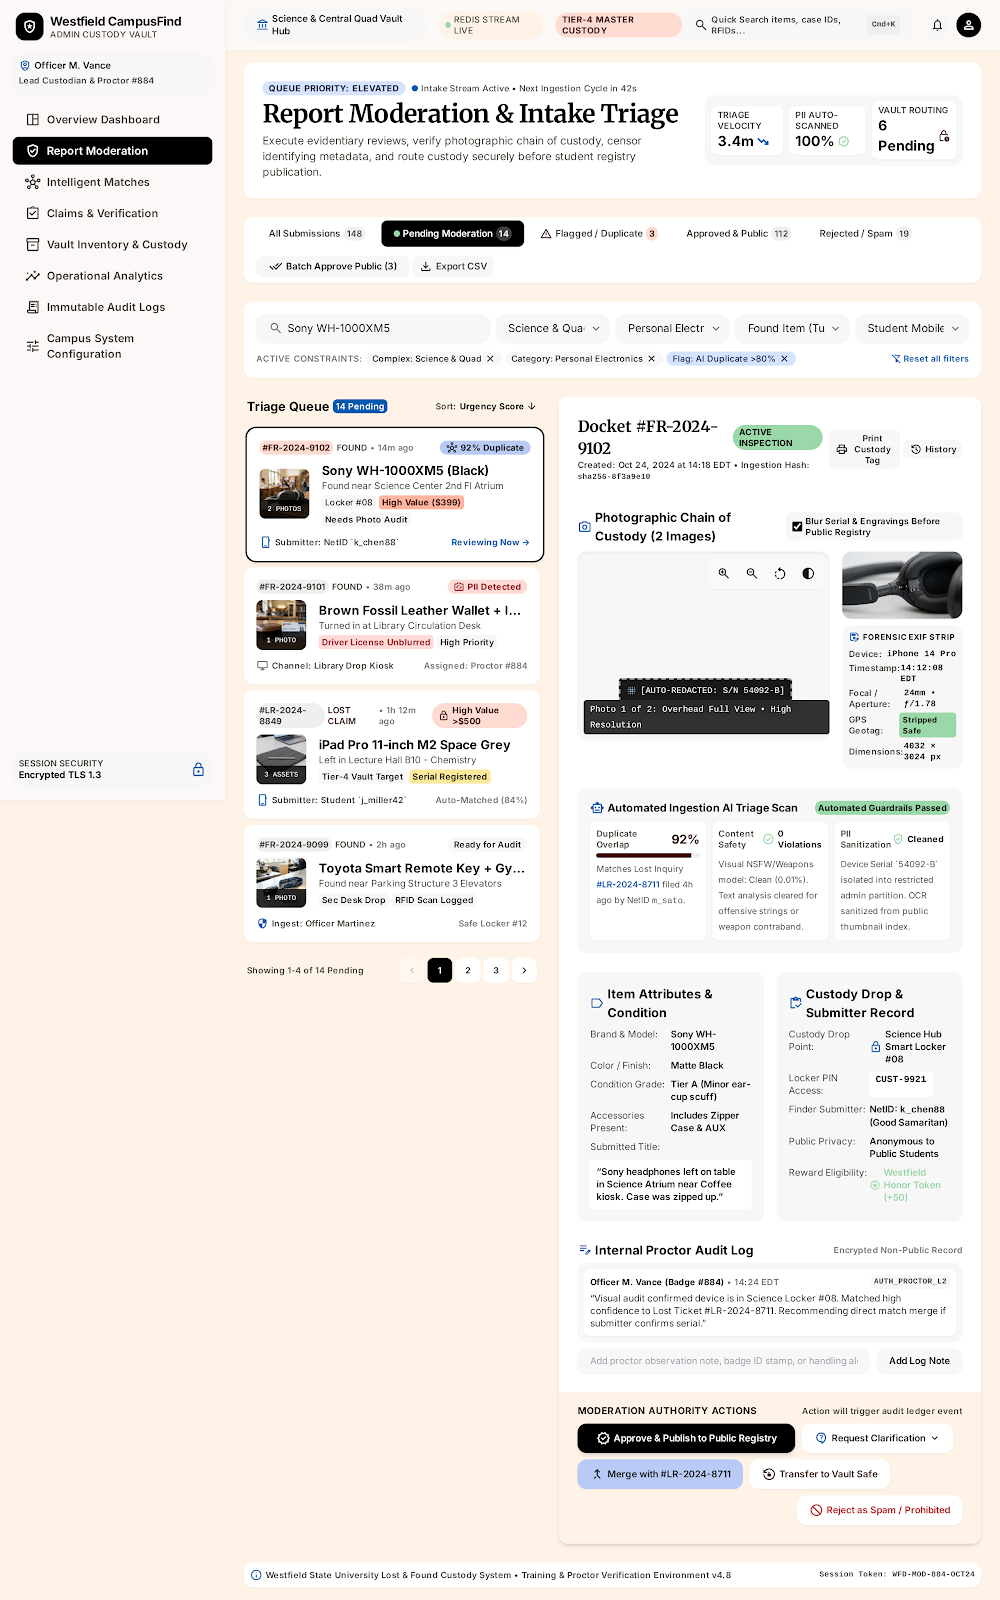 Westfield CampusFind
ADMIN CUSTODY VAULT
Officer M. Vance
Lead Custodian & Proctor #884
Overview Dashboard
Report Moderation
Intelligent Matches
Claims & Verification
Vault Inventory & Custody
Operational Analytics
Immutable Audit Logs
Campus System
Configuration
SESSION SECURITY
Encrypted TLS 1.3
Science & Central Quad Vault
Hub
REDIS STREAM
LIVE
TIER-4 MASTER
CUSTODY
Quick Search items, case IDs,
RFIDs...
Cmd+K
QUEUE PRIORITY: ELEVATED
Intake Stream Active • Next Ingestion Cycle in 42s
Report Moderation & Intake Triage
Execute evidentiary reviews, verify photographic chain of custody, censor
identifying metadata, and route custody securely before student registry
publication.
TRIAGE
VELOCITY
3.4m
PII AUTO-
SCANNED
100%
VAULT ROUTING
6
Pending
All Submissions 148
Pending Moderation 14
Flagged / Duplicate 3
Approved & Public 112
Rejected / Spam 19
Batch Approve Public (3)
Export CSV
Sony WH-1000XM5
Science & Qua
Personal Electr
Found Item (Tu
Student Mobile
ACTIVE CONSTRAINTS:
Complex: Science & Quad ✕
Category: Personal Electronics ✕
Flag: AI Duplicate >80% ✕
Reset all filters
Triage Queue 14 Pending
Sort: Urgency Score ↓
#FR-2024-9102 FOUND • 14m ago
92% Duplicate
2 PHOTOS
Sony WH-1000XM5 (Black)
Found near Science Center 2nd Fl Atrium
Locker #08 High Value ($399)
Needs Photo Audit
Submitter: NetID `k_chen88`
Reviewing Now →
#FR-2024-9101 FOUND • 38m ago
PII Detected
1 PHOTO
Brown Fossil Leather Wallet + I...
Turned in at Library Circulation Desk
Driver License Unblurred High Priority
Channel: Library Drop Kiosk
Assigned: Proctor #884
#LR-2024-
8849
LOST
CLAIM
• 1h 12m
ago
High Value
>$500
3 ASSETS
iPad Pro 11-inch M2 Space Grey
Left in Lecture Hall B10 - Chemistry
Tier-4 Vault Target Serial Registered
Submitter: Student `j_miller42`
Auto-Matched (84%)
#FR-2024-9099 FOUND • 2h ago
Ready for Audit
1 PHOTO
Toyota Smart Remote Key + Gy...
Found near Parking Structure 3 Elevators
Sec Desk Drop RFID Scan Logged
Ingest: Officer Martinez
Safe Locker #12
Showing 1-4 of 14 Pending
1 2 3
Docket #FR-2024-
9102
ACTIVE
INSPECTION
Print
Custody
Tag
History
Created: Oct 24, 2024 at 14:18 EDT • Ingestion Hash:
sha256-8f3a9e10
Photographic Chain of
Custody (2 Images)
Blur Serial & Engravings Before
Public Registry
[AUTO-REDACTED: S/N 54092-B]
Photo 1 of 2: Overhead Full View • High
Resolution
FORENSIC EXIF STRIP
Device: iPhone 14 Pro
Timestamp: 14:12:08
EDT
Focal /
Aperture:
24mm •
ƒ/1.78
GPS
Geotag:
Stripped
Safe
Dimensions: 4032 ×
3024 px
Automated Ingestion AI Triage Scan
Automated Guardrails Passed
Duplicate
Overlap
92%
Matches Lost Inquiry
#LR-2024-8711 filed 4h
ago by NetID m_sato.
Content
Safety
0
Violations
Visual NSFW/Weapons
model: Clean (0.01%).
Text analysis cleared for
offensive strings or
weapon contraband.
PII
Sanitization
Cleaned
Device Serial `54092-B`
isolated into restricted
admin partition. OCR
sanitized from public
thumbnail index.
Item Attributes &
Condition
Brand & Model: Sony WH-
1000XM5
Color / Finish: Matte Black
Condition Grade: Tier A (Minor ear-
cup scuff)
Accessories
Present:
Includes Zipper
Case & AUX
Submitted Title:
“Sony headphones left on table
in Science Atrium near Coffee
kiosk. Case was zipped up.”
Custody Drop &
Submitter Record
Custody Drop
Point:
Science Hub
Smart Locker
#08
Locker PIN
Access:
CUST-9921
Finder Submitter: NetID: k_chen88
(Good Samaritan)
Public Privacy: Anonymous to
Public Students
Reward Eligibility: Westfield
Honor Token
(+50)
Internal Proctor Audit Log
Encrypted Non-Public Record
Officer M. Vance (Badge #884) • 14:24 EDT
AUTH_PROCTOR_L2
“Visual audit confirmed device is in Science Locker #08. Matched high
confidence to Lost Ticket #LR-2024-8711. Recommending direct match merge if
submitter confirms serial.”
Add proctor observation note, badge ID stamp, or handling al
Add Log Note
MODERATION AUTHORITY ACTIONS
Action will trigger audit ledger event
Approve & Publish to Public Registry
Request Clarification
Merge with #LR-2024-8711
Transfer to Vault Safe
Reject as Spam / Prohibited
Westfield State University Lost & Found Custody System • Training & Proctor Verification Environment v4.8
Session Token: WFD-MOD-884-OCT24